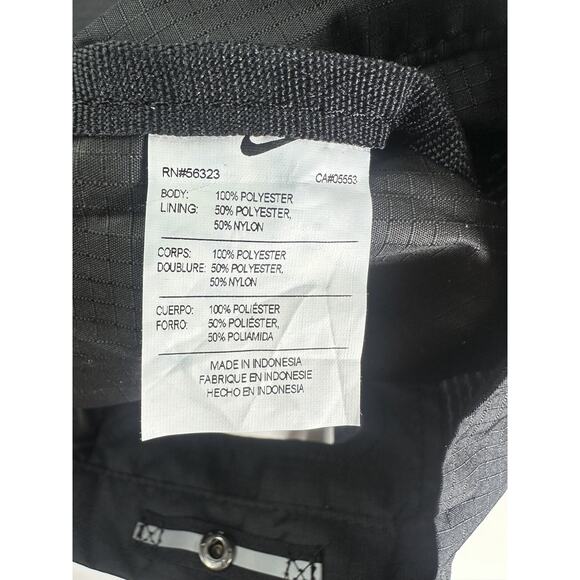 RN#56323 CA#05553
BODY: 100% POLYESTER
LINING: 50% POLYESTER,
50% NYLON
CORPS: 100% POLYESTER
DOUBLURE: 50% POLYESTER,
50% NYLON
CUERPO: 100% POLIÉSTER
FORRO: 50% POLIÉSTER,
50% POLIAMIDA
MADE IN INDONESIA
FABRIQUE EN INDONESIE
HECHO EN INDONESIA